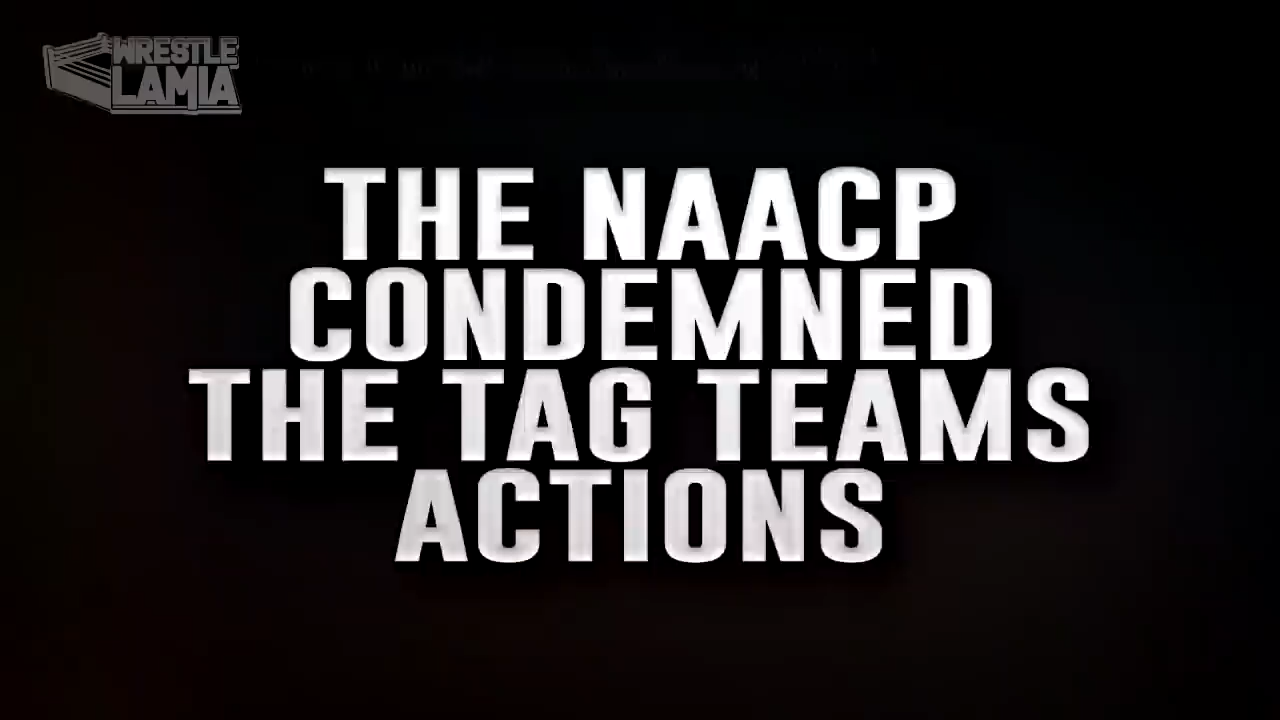 WRESTLE
LAMIA
THE NAACP
CONDEMNED
THE TAG TEAMS
ACTIONS